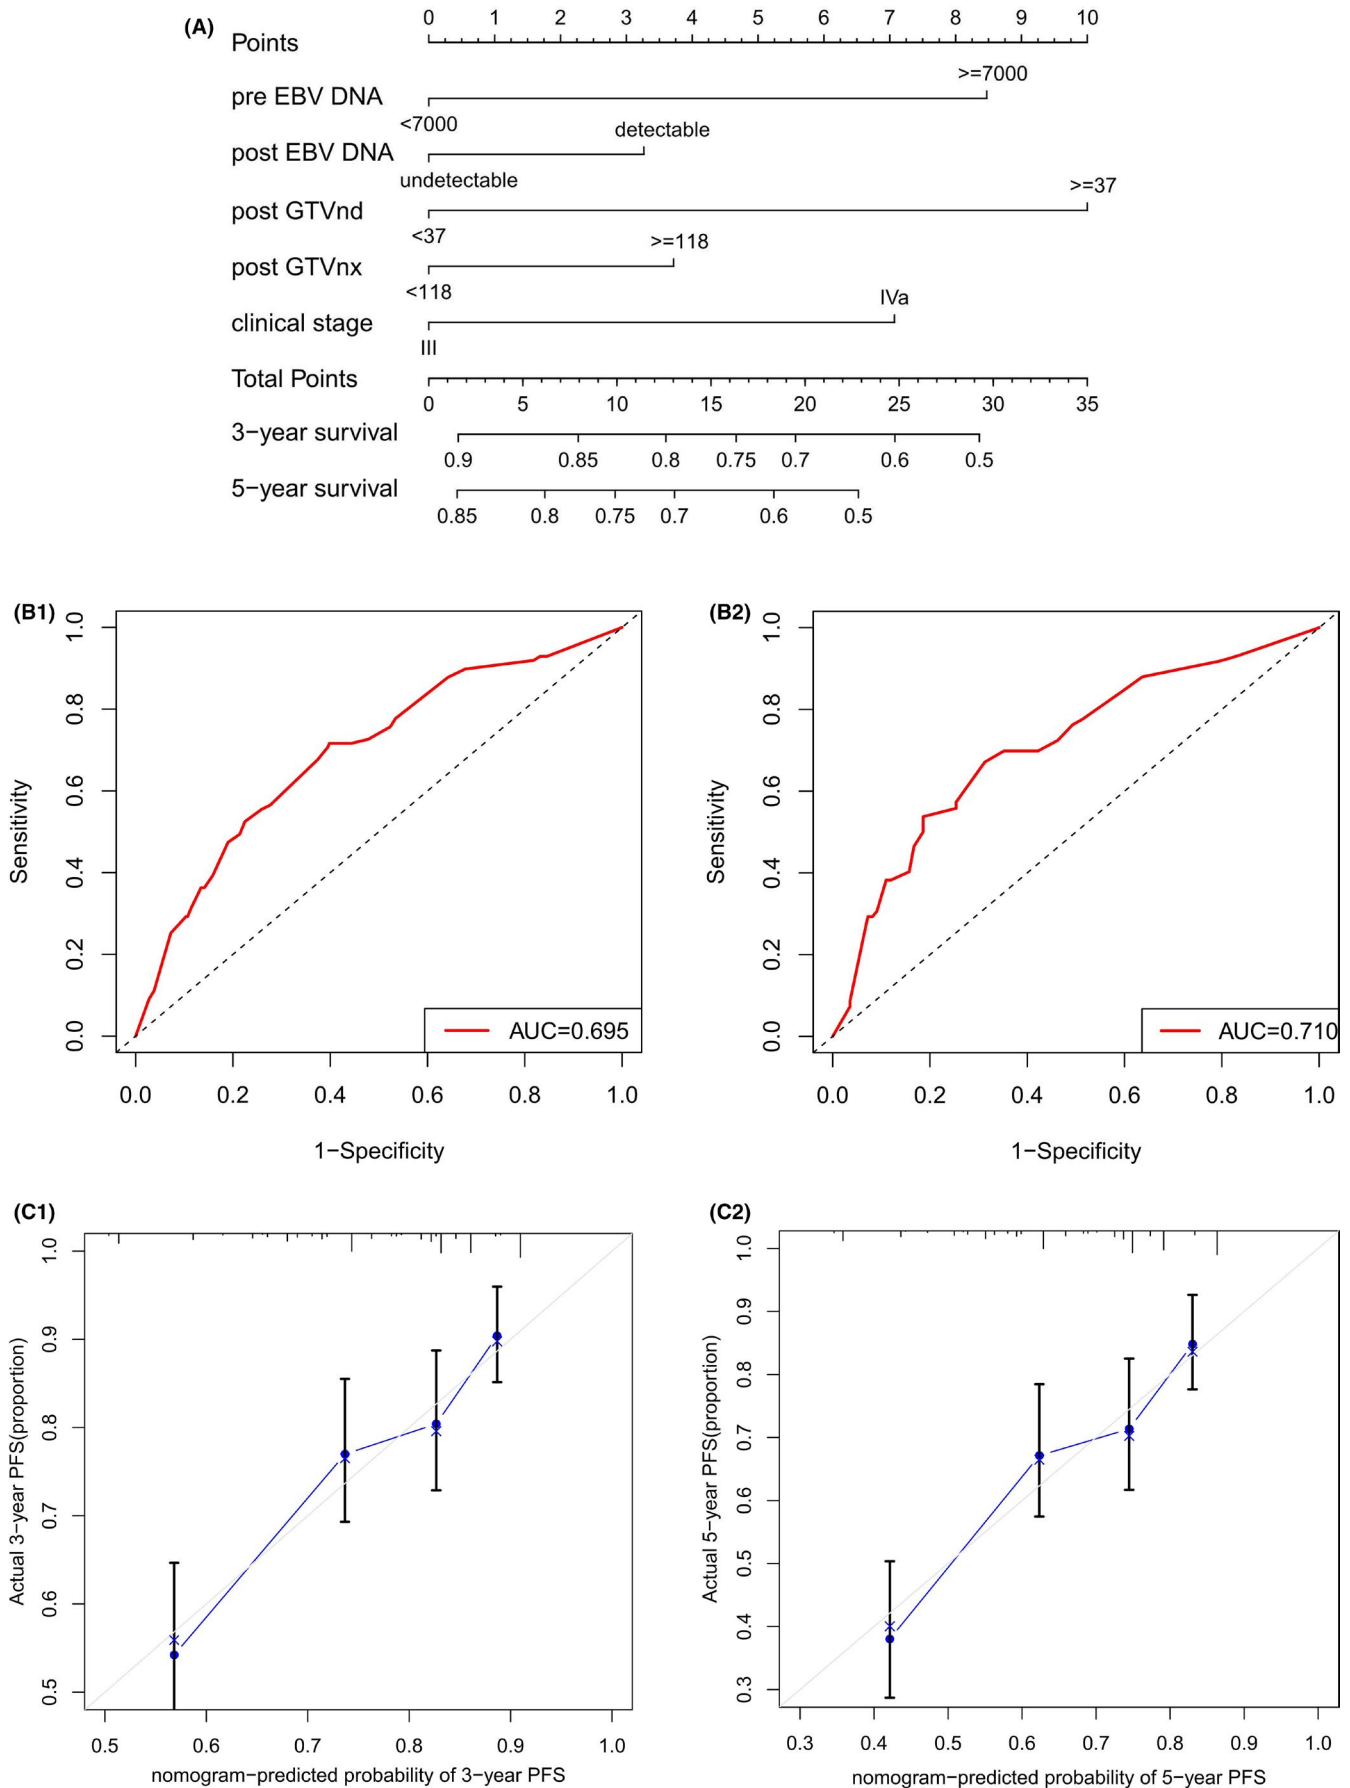 (A)
0 1 2 3 4 5 6 7 8 9 10
Points
>=7000
pre EBV DNA
<7000
detectable
post EBV DNA
undetectable
>=37
post GTVnd
<37
>=118
post GTVnx
<118
IVa
clinical stage
III
Total Points
0 5 10 15 20 25 30 35
3−year survival
0.9 0.85 0.8 0.75 0.7 0.6 0.5
5−year survival
0.85 0.8 0.75 0.7 0.6 0.5
(B1)
1.0
0.8
0.6
0.4
0.2
0.0
Sensitivity
AUC=0.695
0.0 0.2 0.4 0.6 0.8 1.0
1−Specificity
(B2)
1.0
0.8
0.6
0.4
0.2
0.0
Sensitivity
AUC=0.710
0.0 0.2 0.4 0.6 0.8 1.0
1−Specificity
(C1)
1.0
0.9
0.8
0.7
0.6
0.5
Actual 3−year PFS(proportion)
0.5 0.6 0.7 0.8 0.9 1.0
nomogram−predicted probability of 3−year PFS
(C2)
1.0
0.9
0.8
0.7
0.6
0.5
0.4
0.3
Actual 5−year PFS(proportion)
0.3 0.4 0.5 0.6 0.7 0.8 0.9 1.0
nomogram−predicted probability of 5−year PFS